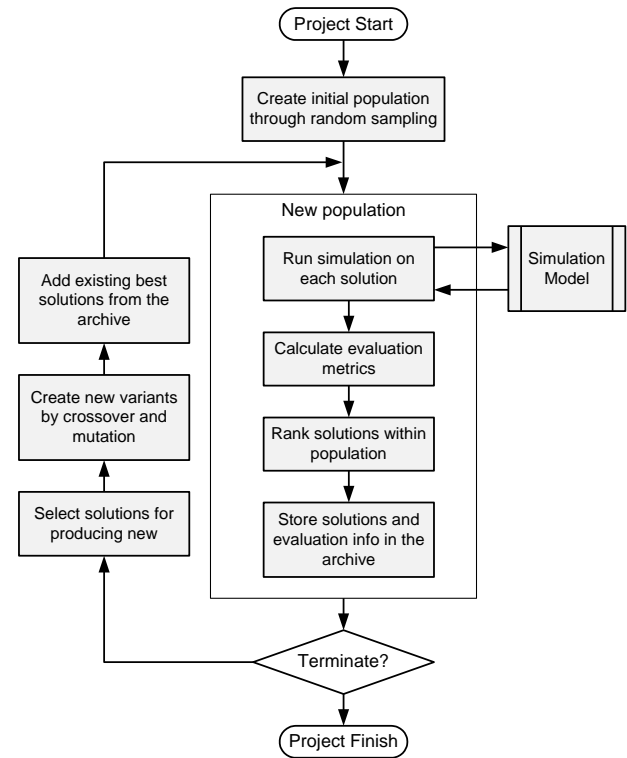 Project Start
Create initial population
through random sampling
New population
Run simulation on
each solution
Simulation
Model
Calculate evaluation
metrics
Rank solutions within
population
Store solutions and
evaluation info in the
archive
Terminate?
Select solutions for
producing new
Create new variants
by crossover and
mutation
Add existing best
solutions from the
archive
Project Finish